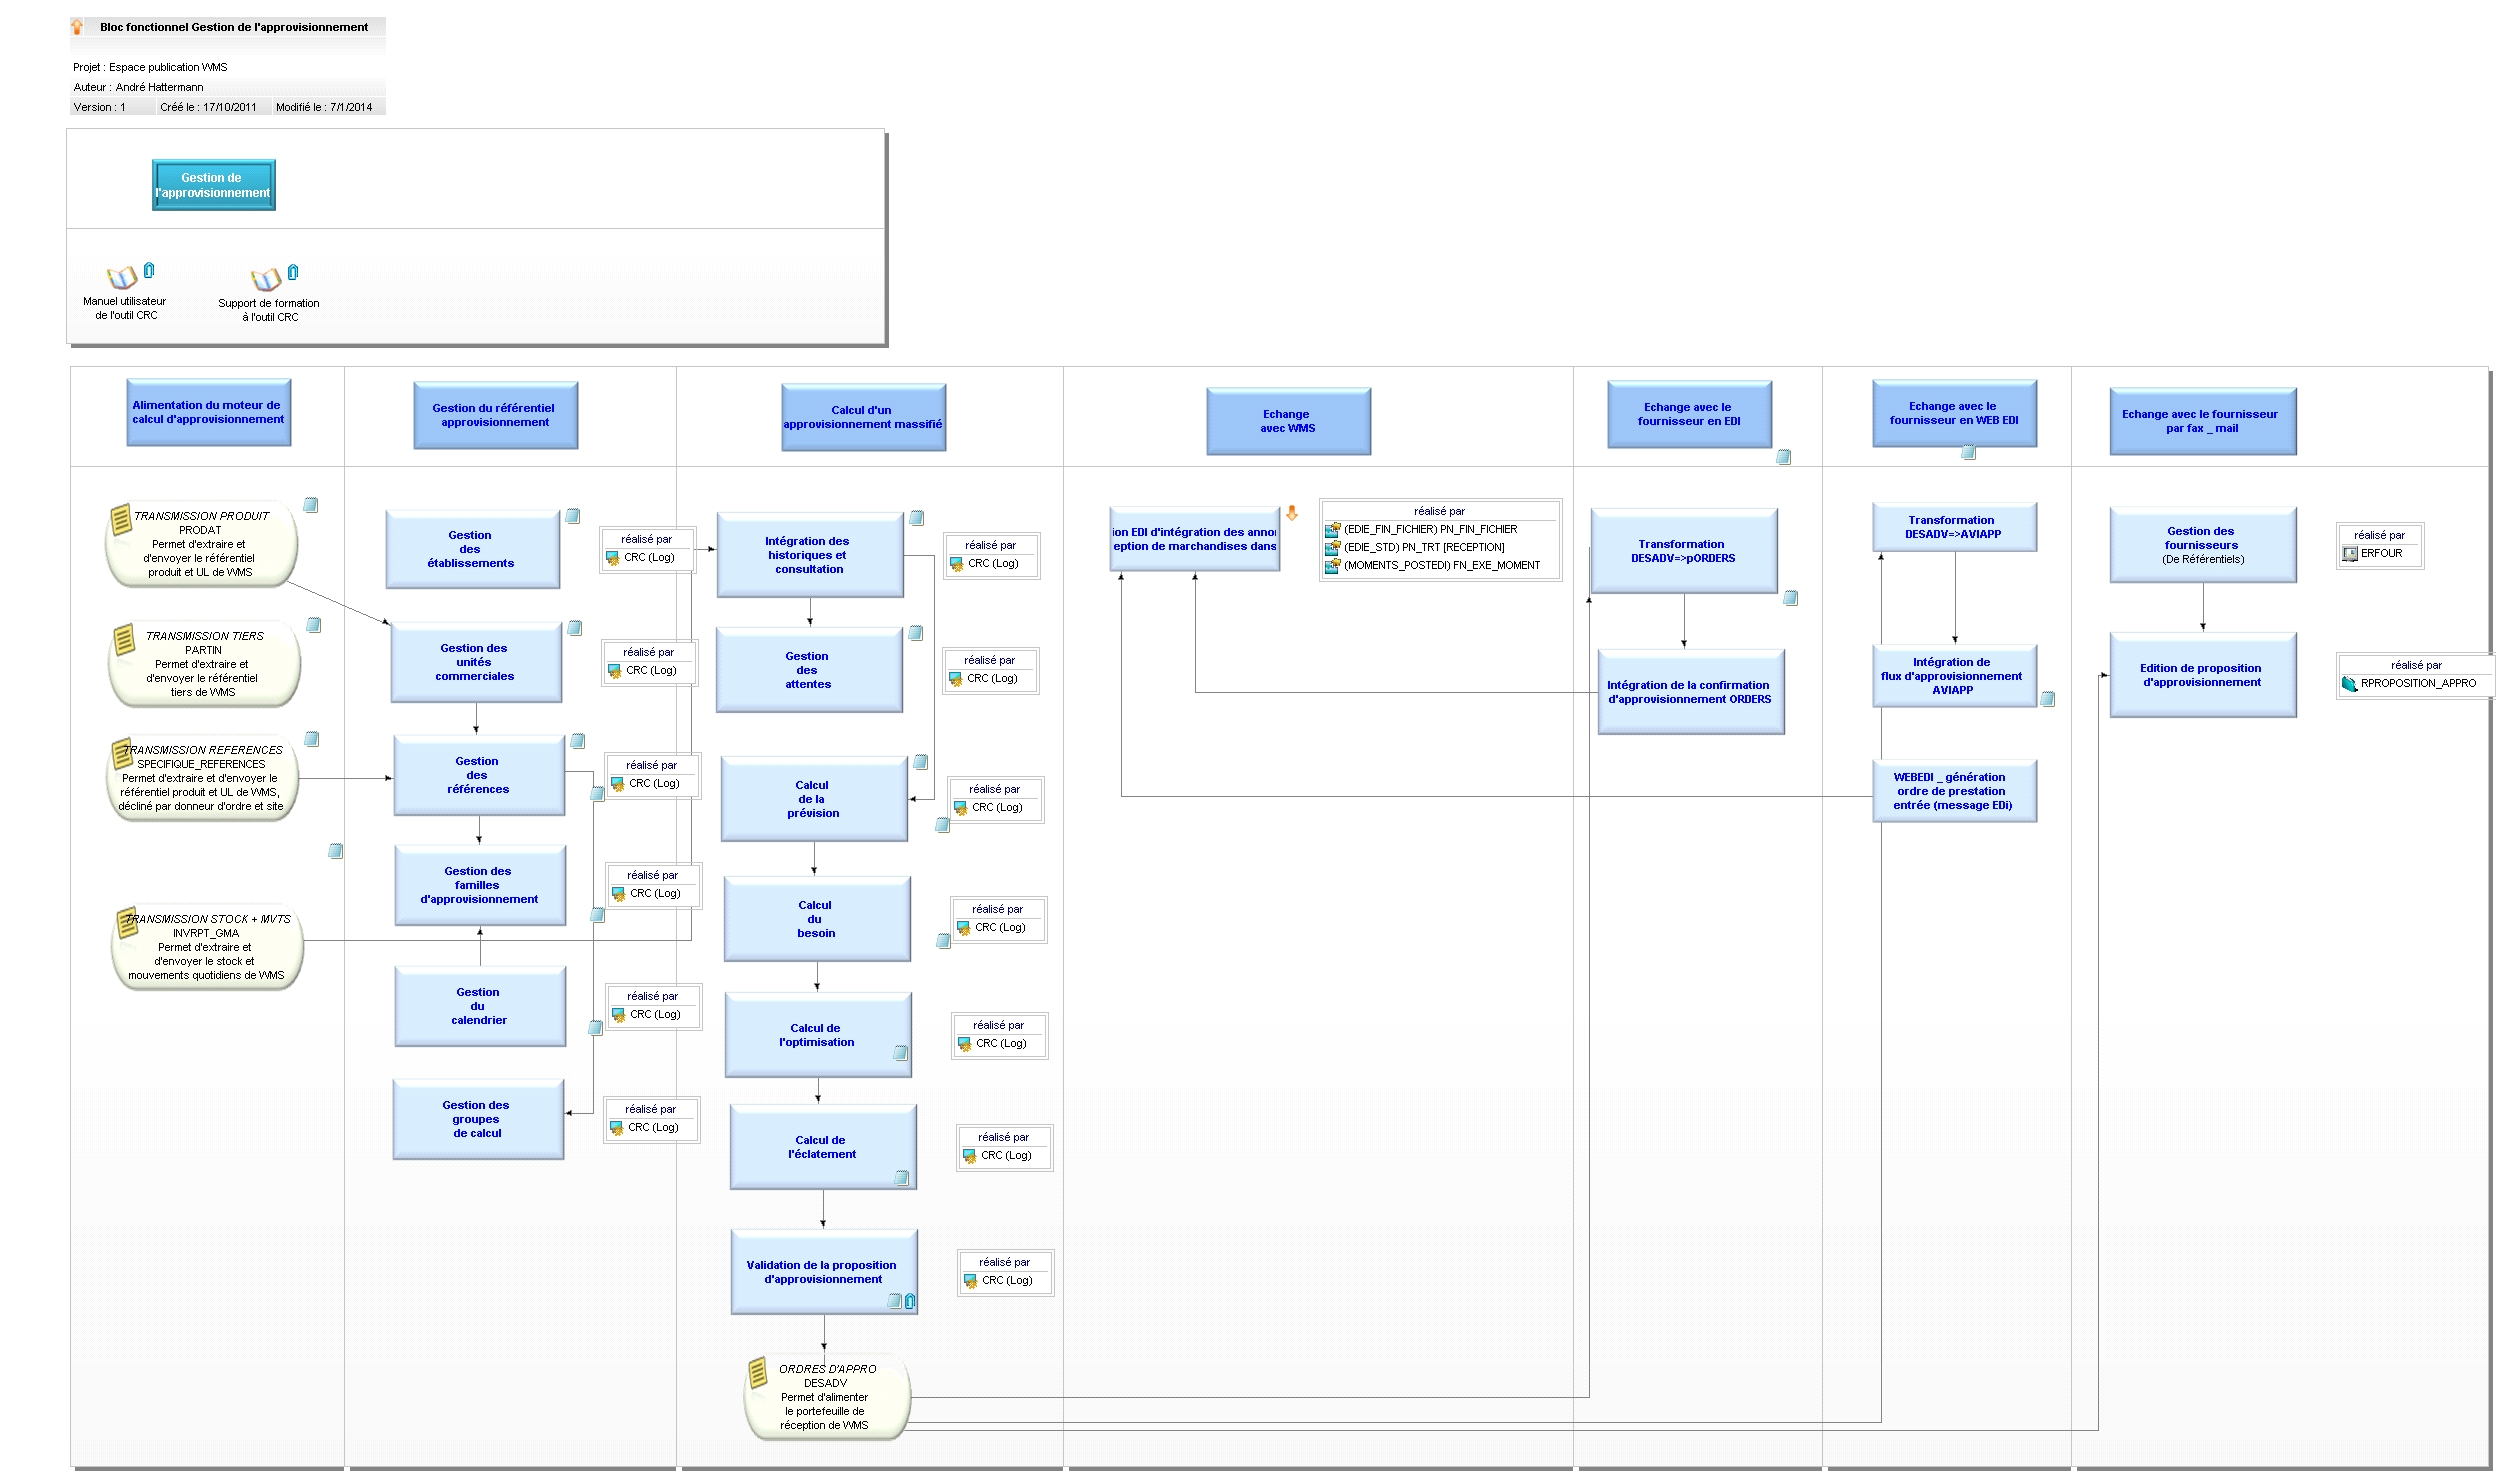 Bloc fonctionnel Gestion de l'approvisionnement
Projet : Espace publication WMS
Auteur : André Hattermann
Version : 1 Créé le : 17/10/2011 Modifié le : 7/1/2014
Gestion de
l'approvisionnement
Manuel utilisateur
de l'outil CRC
Support de formation
à l'outil CRC
Alimentation du moteur de
calcul d'approvisionnement
Gestion du référentiel
approvisionnement
Calcul d'un
approvisionnement massifié
Echange
avec WMS
Echange avec le
fournisseur en EDI
Echange avec le
fournisseur en WEB EDI
Echange avec le fournisseur
par fax _ mail
TRANSMISSION PRODUIT
PRODAT
Permet d'extraire et
d'envoyer le référentiel
produit et UL de WMS
TRANSMISSION TIERS
PARTIN
Permet d'extraire et
d'envoyer le référentiel
tiers de WMS
TRANSMISSION REFERENCES
SPECIFIQUE_REFERENCES
Permet d'extraire et d'envoyer le
référentiel produit et UL de WMS,
décliné par donneur d'ordre et site
TRANSMISSION STOCK + MVTS
INVRPT_GMA
Permet d'extraire et
d'envoyer le stock et
mouvements quotidiens de WMS
Gestion
des
établissements
réalisé par
CRC (Log)
Gestion des
unités
commerciales
réalisé par
CRC (Log)
Gestion
des
références
réalisé par
CRC (Log)
Gestion des
familles
d'approvisionnement
réalisé par
CRC (Log)
Gestion
du
calendrier
réalisé par
CRC (Log)
Gestion des
groupes
de calcul
réalisé par
CRC (Log)
Intégration des
historiques et
consultation
réalisé par
CRC (Log)
Gestion
des
attentes
réalisé par
CRC (Log)
Calcul
de la
prévision
réalisé par
CRC (Log)
Calcul
du
besoin
réalisé par
CRC (Log)
Calcul de
l'optimisation
réalisé par
CRC (Log)
Calcul de
l'éclatement
réalisé par
CRC (Log)
Validation de la proposition
d'approvisionnement
réalisé par
CRC (Log)
ORDRES D'APPRO
DESADV
Permet d'alimenter
le portefeuille de
réception de WMS
ion EDI d'intégration des annon
eption de marchandises dans
réalisé par
(EDIE_FIN_FICHIER) PN_FIN_FICHIER
(EDIE_STD) PN_TRT [RECEPTION]
(MOMENTS_POSTEDI) FN_EXE_MOMENT
Transformation
DESADV=>pORDERS
Intégration de la confirmation
d'approvisionnement ORDERS
Transformation
DESADV=>AVIAPP
Intégration de
flux d'approvisionnement
AVIAPP
WEBEDI _ génération
ordre de prestation
entrée (message EDi)
Gestion des
fournisseurs
(De Référentiels)
réalisé par
ERFOUR
Edition de proposition
d'approvisionnement
réalisé par
RPROPOSITION_APPRO